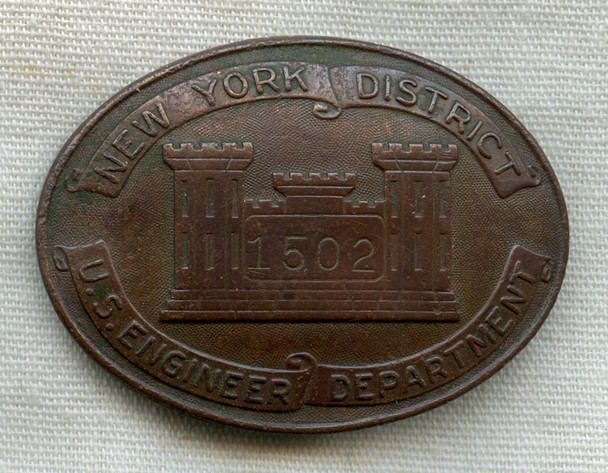 NEW YORK DISTRICT
1502
U.S. ENGINEER DEPARTMENT